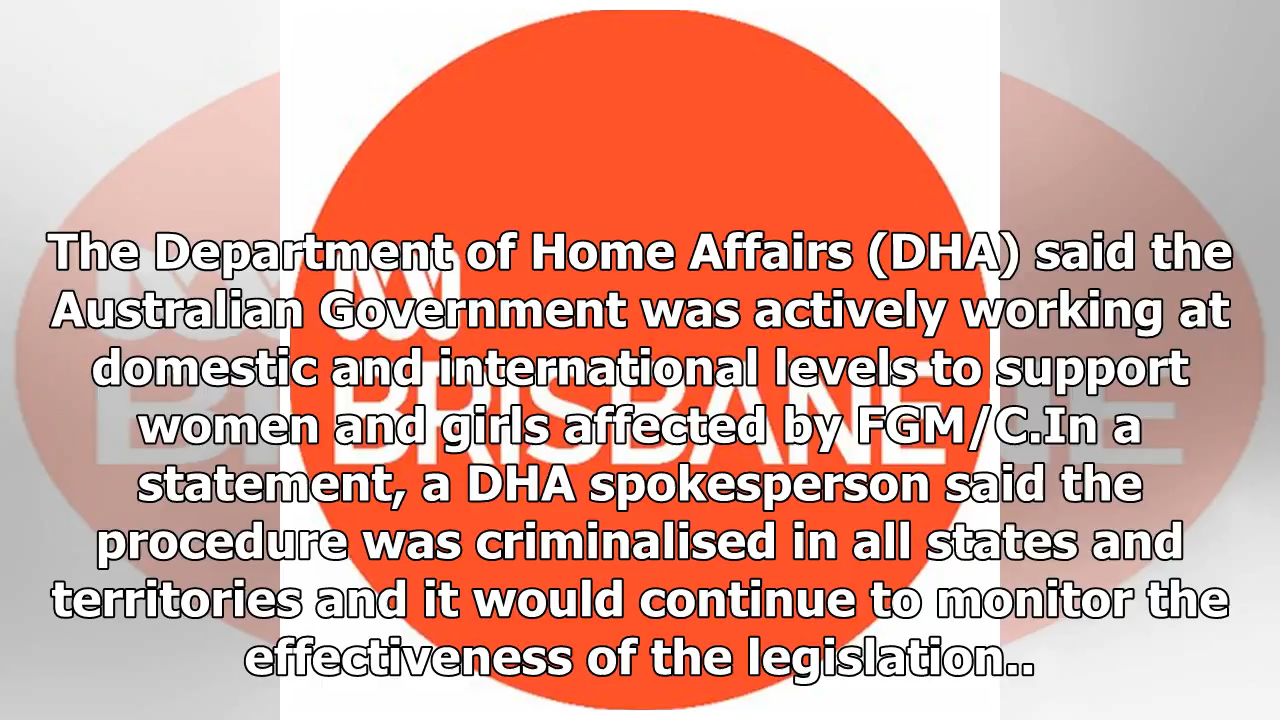 The Department of Home Affairs (DHA) said the
Australian Government was actively working at
domestic and international levels to support
women and girls affected by FGM/C.In a
statement, a DHA spokesperson said the
procedure was criminalised in all states and
territories and it would continue to monitor the
effectiveness of the legislation..
BRISBANE